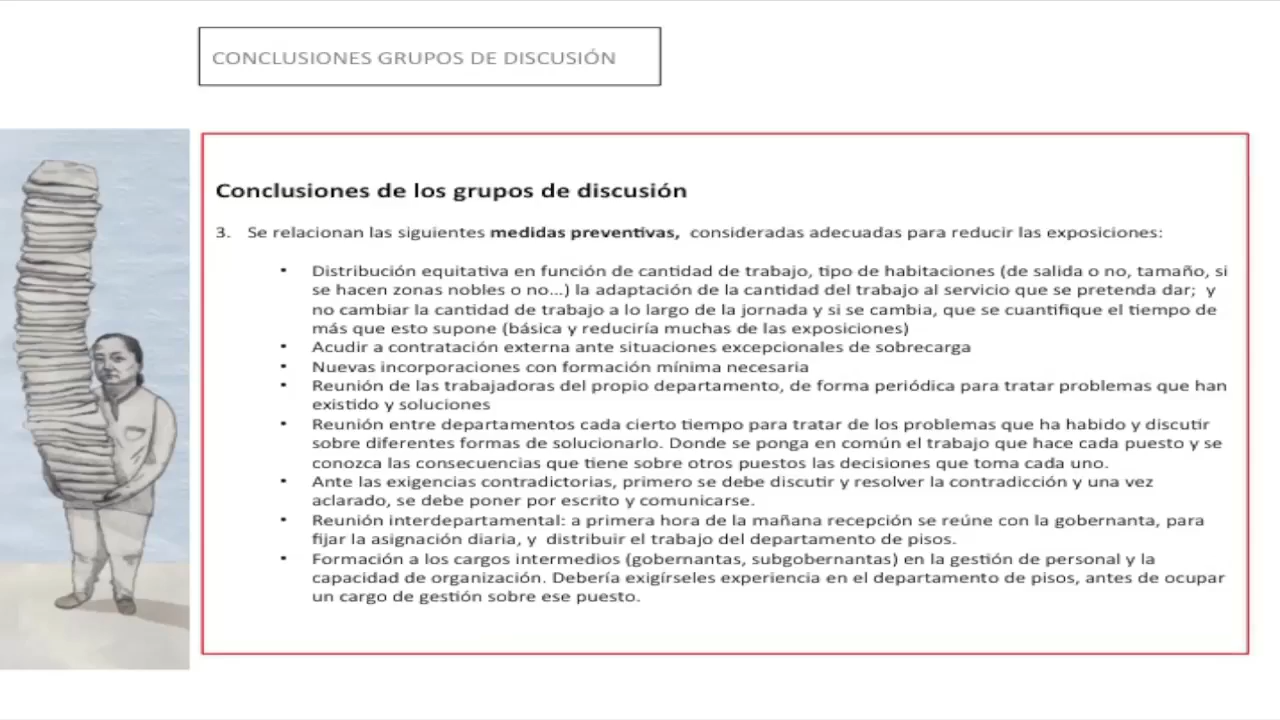 CONCLUSIONES GRUPOS DE DISCUSIÓN
Conclusiones de los grupos de discusión
3. Se relacionan las siguientes medidas preventivas, consideradas adecuadas para reducir las exposiciones:
• Distribución equitativa en función de cantidad de trabajo, tipo de habitaciones (de salida o no, tamaño, si
se hacen zonas nobles o no...) la adaptación de la cantidad del trabajo al servicio que se pretenda dar; y
no cambiar la cantidad de trabajo a lo largo de la jornada y si se cambia, que se cuantifique el tiempo de
más que esto supone (básica y reduciría muchas de las exposiciones)
• Acudir a contratación externa ante situaciones excepcionales de sobrecarga
• Nuevas incorporaciones con formación mínima necesaria
• Reunión de las trabajadoras del propio departamento, de forma periódica para tratar problemas que han
existido y soluciones
• Reunión entre departamentos cada cierto tiempo para tratar de los problemas que ha habido y discutir
sobre diferentes formas de solucionarlo. Donde se ponga en común el trabajo que hace cada puesto y se
conozca las consecuencias que tiene sobre otros puestos las decisiones que toma cada uno.
• Ante las exigencias contradictorias, primero se debe discutir y resolver la contradicción y una vez
aclarado, se debe poner por escrito y comunicarse.
• Reunión interdepartamental: a primera hora de la mañana recepción se reúne con la gobernanta, para
fijar la asignación diaria, y distribuir el trabajo del departamento de pisos.
• Formación a los cargos intermedios (gobernantas, subgobernantas) en la gestión de personal y la
capacidad de organización. Debería exigírseles experiencia en el departamento de pisos, antes de ocupar
un cargo de gestión sobre ese puesto.